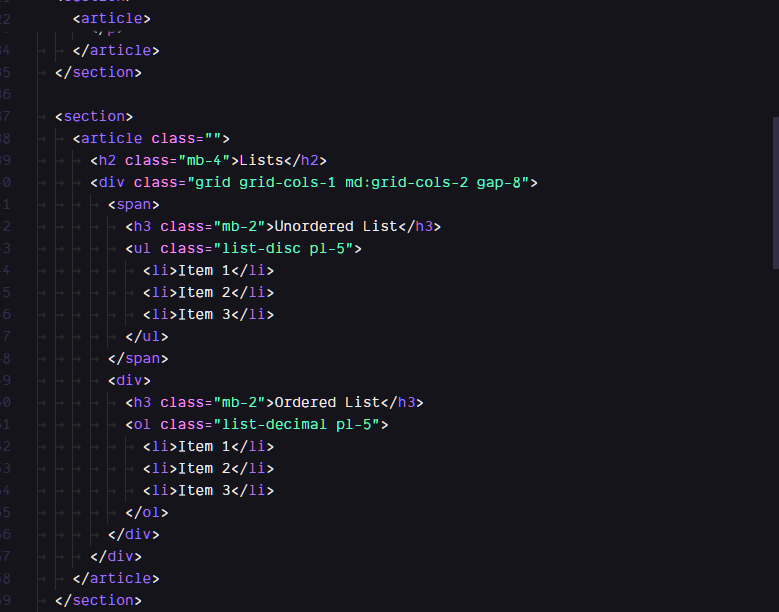 22 <article>
34 </article>
35 </section>
36
37 <section>
38 <article class="">
39 <h2 class="mb-4">Lists</h2>
40 <div class="grid grid-cols-1 md:grid-cols-2 gap-8">
41 <span>
42 <h3 class="mb-2">Unordered List</h3>
43 <ul class="list-disc pl-5">
44 <li>Item 1</li>
45 <li>Item 2</li>
46 <li>Item 3</li>
47 </ul>
48 </span>
49 <div>
50 <h3 class="mb-2">Ordered List</h3>
51 <ol class="list-decimal pl-5">
52 <li>Item 1</li>
53 <li>Item 2</li>
54 <li>Item 3</li>
55 </ol>
56 </div>
57 </div>
58 </article>
59 </section>